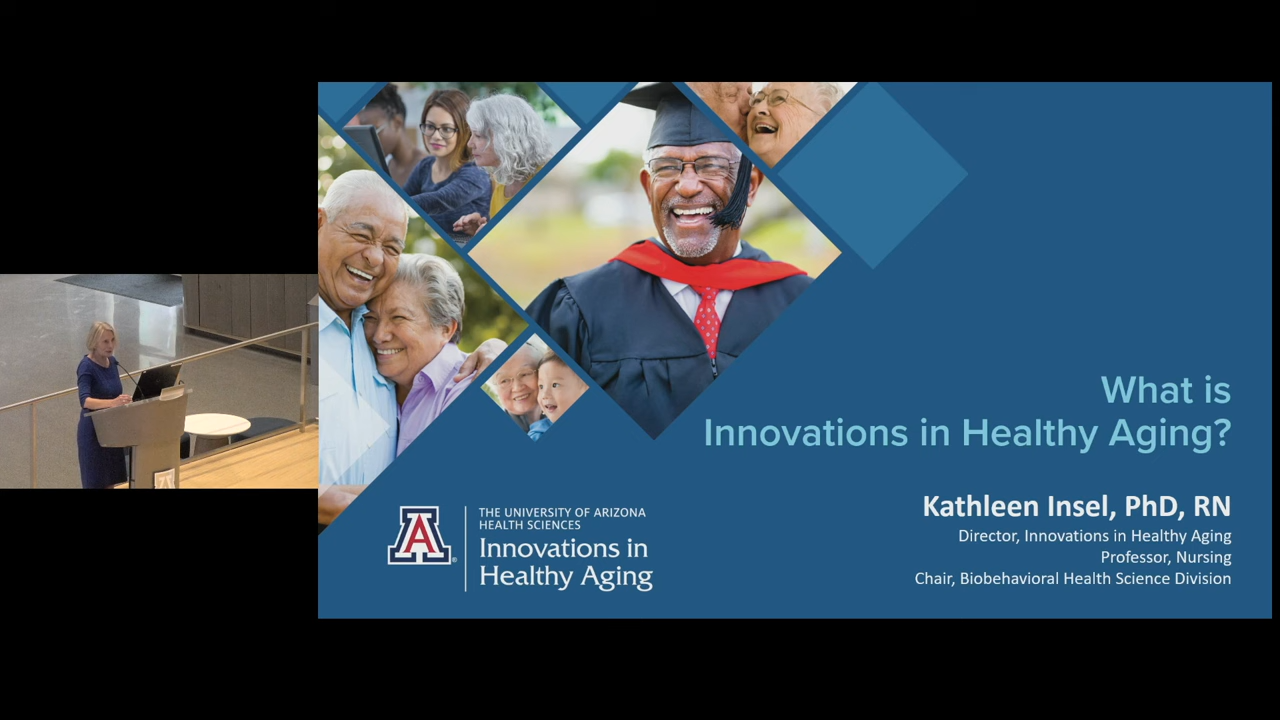 What is
Innovations in Healthy Aging?
Kathleen Insel, PhD, RN
Director, Innovations in Healthy Aging
Professor, Nursing
Chair, Biobehavioral Health Science Division
A
THE UNIVERSITY OF ARIZONA
HEALTH SCIENCES
Innovations in
Healthy Aging